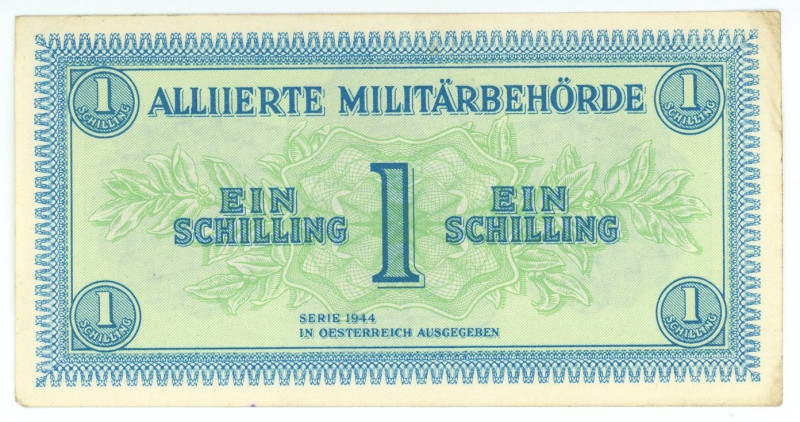 1
SCHILLING
ALLIIERTE MILITÄRBEHÖRDE
1
SCHILLING
EIN
SCHILLING
1
EIN
SCHILLING
SERIE 1944
IN OESTERREICH AUSGEGEBEN
1
SCHILLING
1
SCHILLING